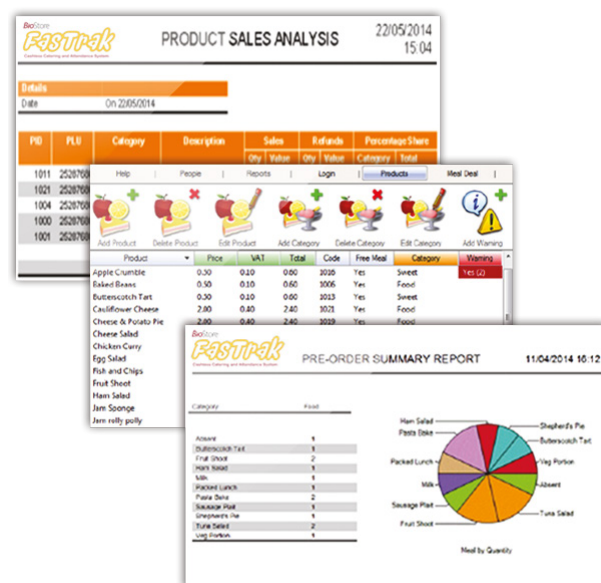 BioStore
FasTrak
Cashless Catering and Attendance System
PRODUCT SALES ANALYSIS
22/05/2014
15:04
Details
Date On 22/05/2014
PID PLU Category Description Sales Refunds Percentage Share
Qty Value Qty Value Category Total
1011
1021
1004
1000
1001
Help | People | Reports | Login | Products | Meal Deal |
Add Product Delete Product Edit Product Add Category Delete Category Edit Category Add Warning
Product Price VAT Total Code Free Meal Category Warning
Apple Crumble 0.50 0.10 0.60 1016 Yes Sweet Yes (2)
Baked Beans 0.50 0.10 0.60 1006 Yes Food
Butterscotch Tart 0.50 0.10 0.60 1013 Yes Sweet
Cauliflower Cheese 2.00 0.40 2.40 1021 Yes Food
Cheese & Potato Pie 2.00 0.40 2.40 1019 Yes Food
Cheese Salad
Chicken Curry
Egg Salad
Fish and Chips
Fruit Shoot
Ham Salad
Jam Sponge
Jam rolly polly
BioStore
FasTrak
Cashless Catering and Attendance System
PRE-ORDER SUMMARY REPORT
11/04/2014 16:12
Category Food
Absent 1
Butterscotch Tart 1
Fruit Shoot 2
Ham Salad 1
Milk 1
Packed Lunch 1
Pasta Bake 2
Sausage Plait 1
Shepherd's Pie 1
Tuna Salad 2
Veg Portion 1
Ham Salad
Shepherd's Pie
Pasta Bake
Butterscotch Tart
Packed Lunch
Veg Portion
Milk
Absent
Sausage Plait
Tuna Salad
Fruit Shoot
Meal by Quantity